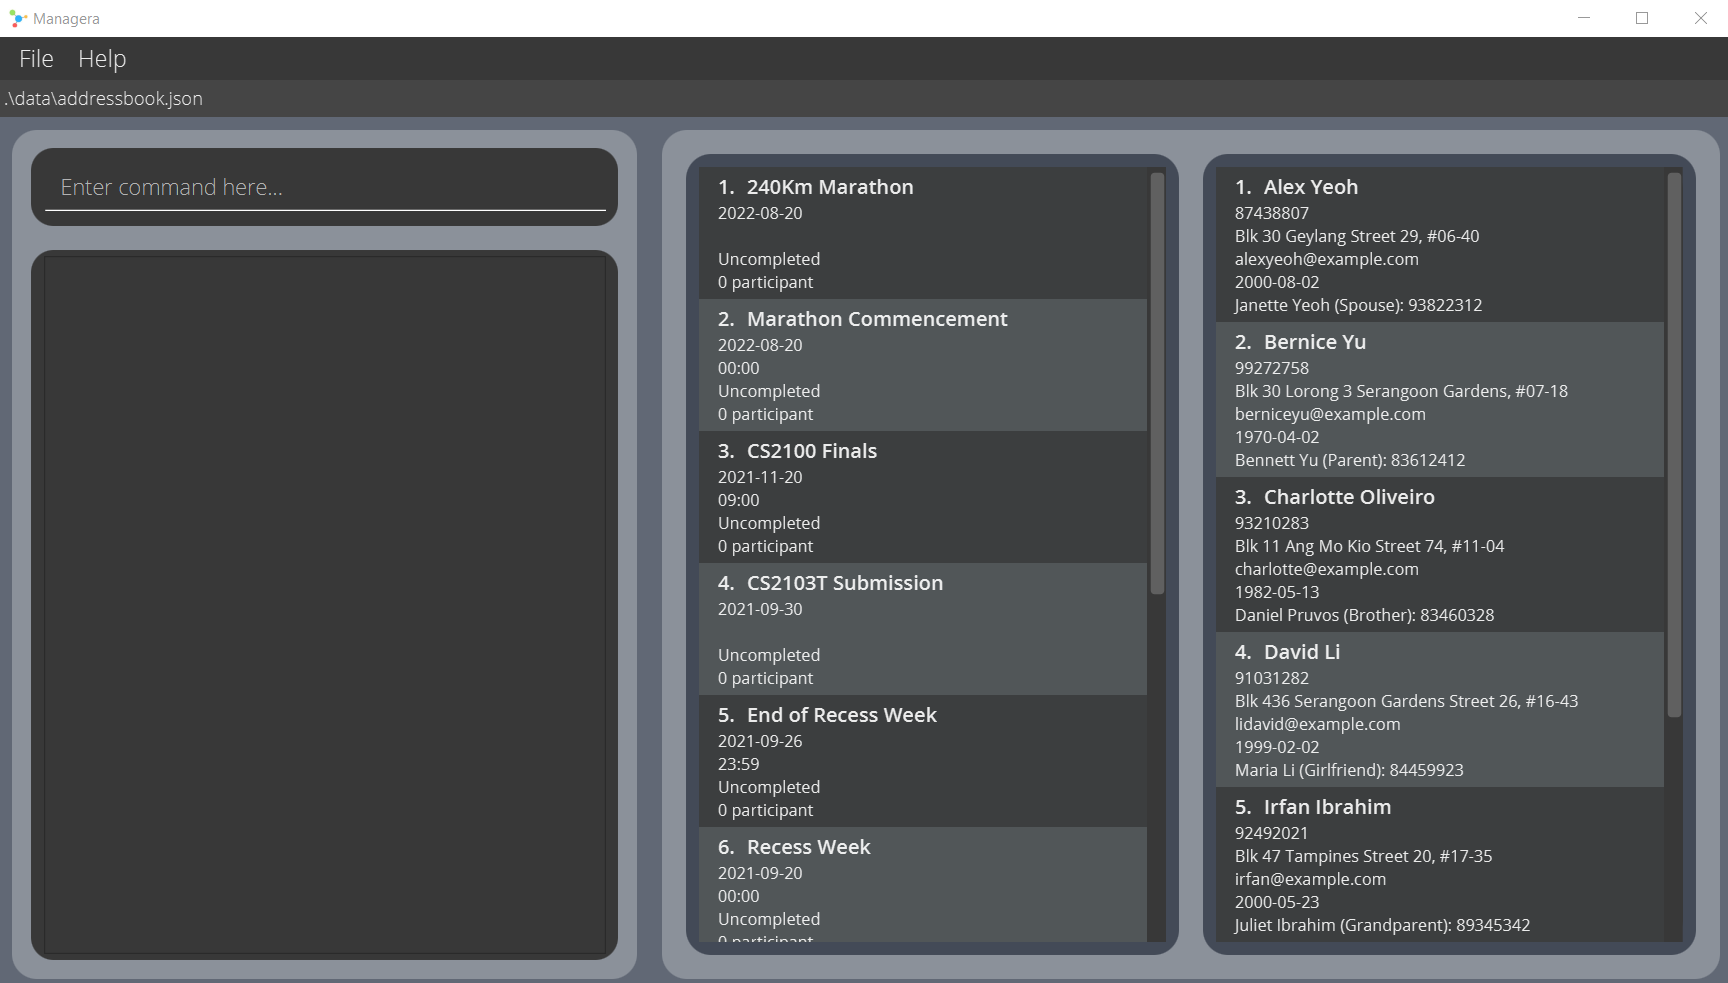 Managera
File Help
.\data\addressbook.json
Enter command here...
1. 240Km Marathon
2022-08-20
Uncompleted
0 participant
2. Marathon Commencement
2022-08-20
00:00
Uncompleted
0 participant
3. CS2100 Finals
2021-11-20
09:00
Uncompleted
0 participant
4. CS2103T Submission
2021-09-30
Uncompleted
0 participant
5. End of Recess Week
2021-09-26
23:59
Uncompleted
0 participant
6. Recess Week
2021-09-20
00:00
Uncompleted
0 participant
1. Alex Yeoh
87438807
Blk 30 Geylang Street 29, #06-40
alexyeoh@example.com
2000-08-02
Janette Yeoh (Spouse): 93822312
2. Bernice Yu
99272758
Blk 30 Lorong 3 Serangoon Gardens, #07-18
berniceyu@example.com
1970-04-02
Bennett Yu (Parent): 83612412
3. Charlotte Oliveiro
93210283
Blk 11 Ang Mo Kio Street 74, #11-04
charlotte@example.com
1982-05-13
Daniel Pruvos (Brother): 83460328
4. David Li
91031282
Blk 436 Serangoon Gardens Street 26, #16-43
lidavid@example.com
1999-02-02
Maria Li (Girlfriend): 84459923
5. Irfan Ibrahim
92492021
Blk 47 Tampines Street 20, #17-35
irfan@example.com
2000-05-23
Juliet Ibrahim (Grandparent): 89345342